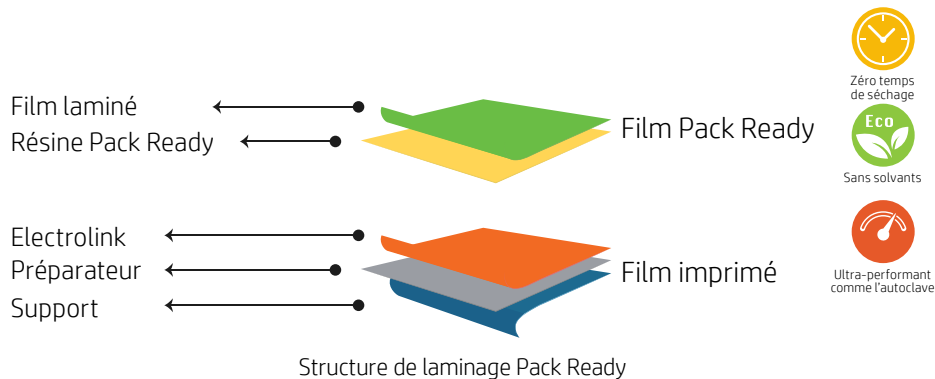 Film laminé
Résine Pack Ready
Film Pack Ready
Electrolink
Préparateur
Support
Film imprimé
Structure de laminage Pack Ready
Zéro temps
de séchage
Eco
Sans solvants
Ultra-performant
comme l'autoclave